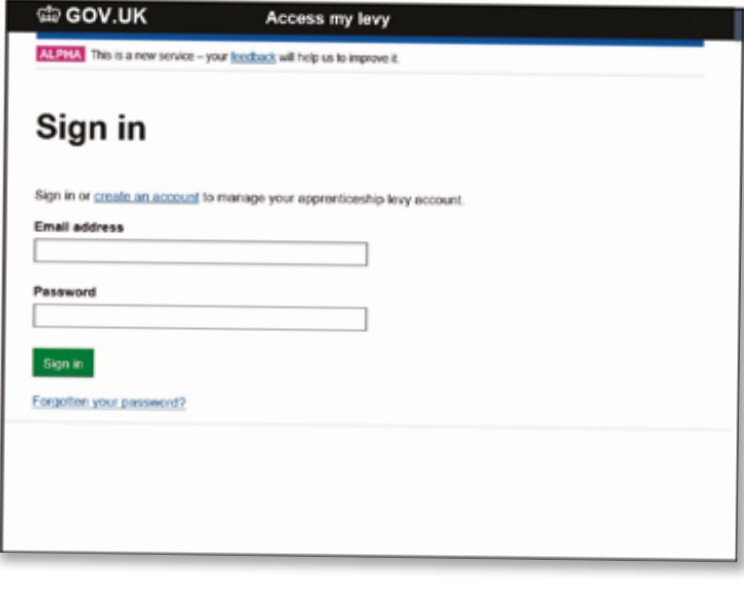 GOV.UK Access my levy
ALPHA This is a new service – your feedback will help us to improve it.
Sign in
Sign in or create an account to manage your apprenticeship levy account.
Email address
Password
Sign in
Forgotten your password?